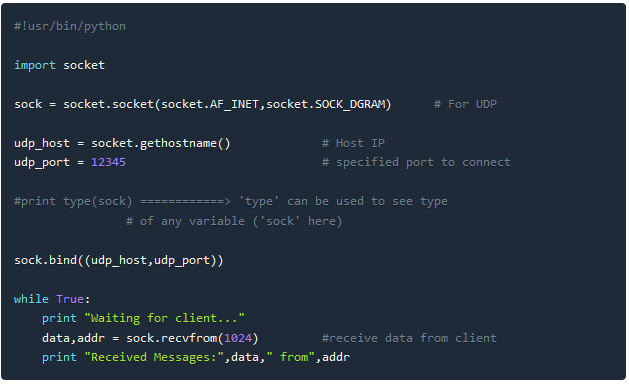 #!usr/bin/python
import socket
sock = socket.socket(socket.AF_INET,socket.SOCK_DGRAM)      # For UDP
udp_host = socket.gethostname()             # Host IP
udp_port = 12345                            # specified port to connect
#print type(sock) ============> 'type' can be used to see type
                # of any variable ('sock' here)
sock.bind((udp_host,udp_port))
while True:
    print "Waiting for client..."
    data,addr = sock.recvfrom(1024)         #receive data from client
    print "Received Messages:",data," from",addr